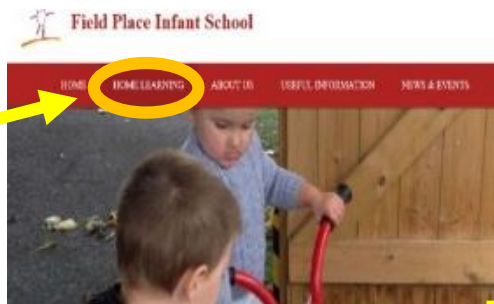 Field Place Infant School
HOME HOME LEARNING ABOUT US USEFUL INFORMATION NEWS & EVENTS